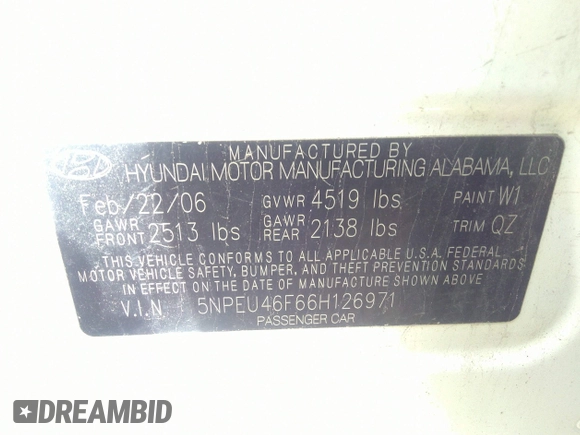 MANUFACTURED BY
HYUNDAI MOTOR MANUFACTURING ALABAMA, LLC
Feb/22/06 GVWR 4519 lbs PAINT W1
GAWR FRONT 2513 lbs GAWR REAR 2138 lbs TRIM QZ
THIS VEHICLE CONFORMS TO ALL APPLICABLE U.S.A. FEDERAL
MOTOR VEHICLE SAFETY, BUMPER, AND THEFT PREVENTION STANDARDS
IN EFFECT ON THE DATE OF MANUFACTURE SHOWN ABOVE
V.I.N 5NPEU46F66H126971
PASSENGER CAR
DREAMBID